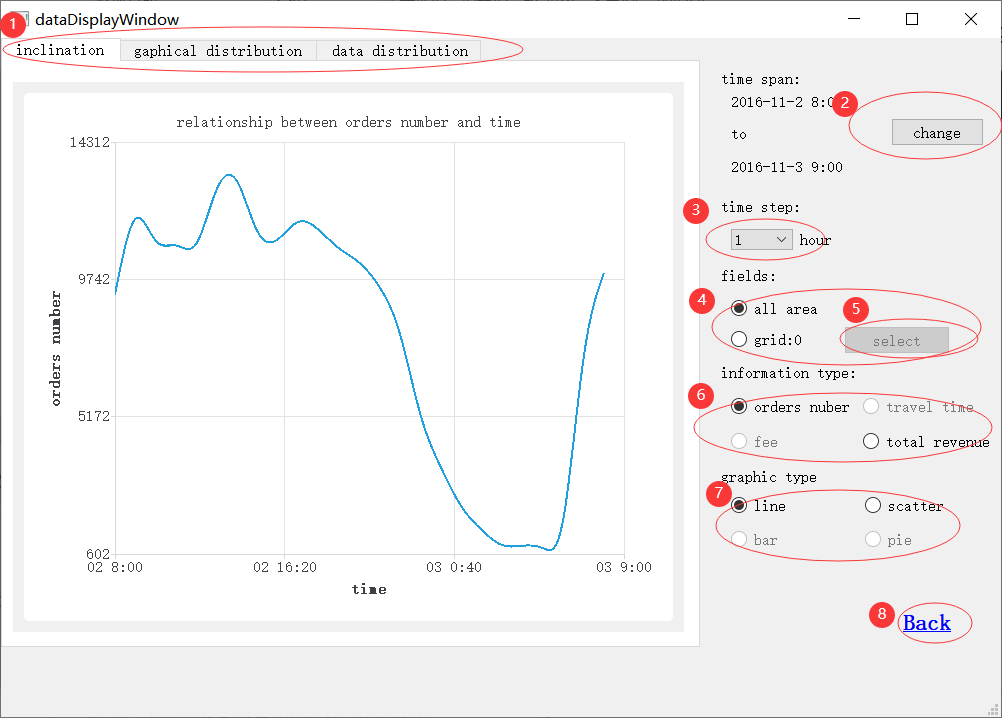 1
dataDisplayWindow
inclination gaphical distribution data distribution
relationship between orders number and time
14312
9742
5172
602
orders number
02 8:00 02 16:20 03 0:40 03 9:00
time
time span:
2016-11-2 8:0
2
to
change
2016-11-3 9:00
3
time step:
1 hour
fields:
4
all area
5
grid:0
select
information type:
6
orders nuber travel time
fee total revenue
graphic type
7
line scatter
bar pie
8
Back